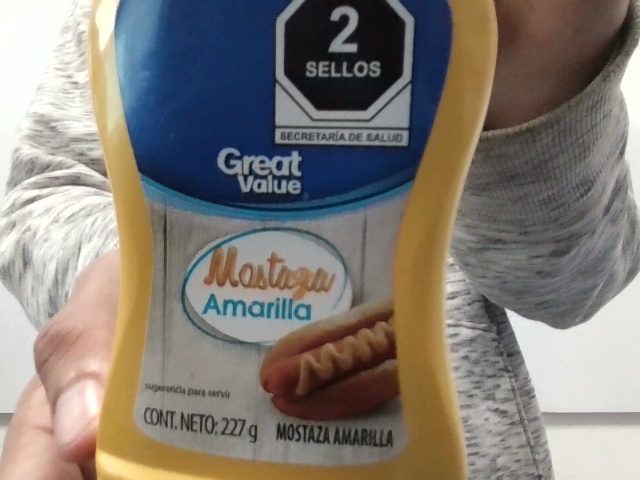 2
SELLOS
SECRETARÍA DE SALUD
Great
Value
Mostaza
Amarilla
sugerencia para servir
CONT. NETO: 227 g
MOSTAZA AMARILLA